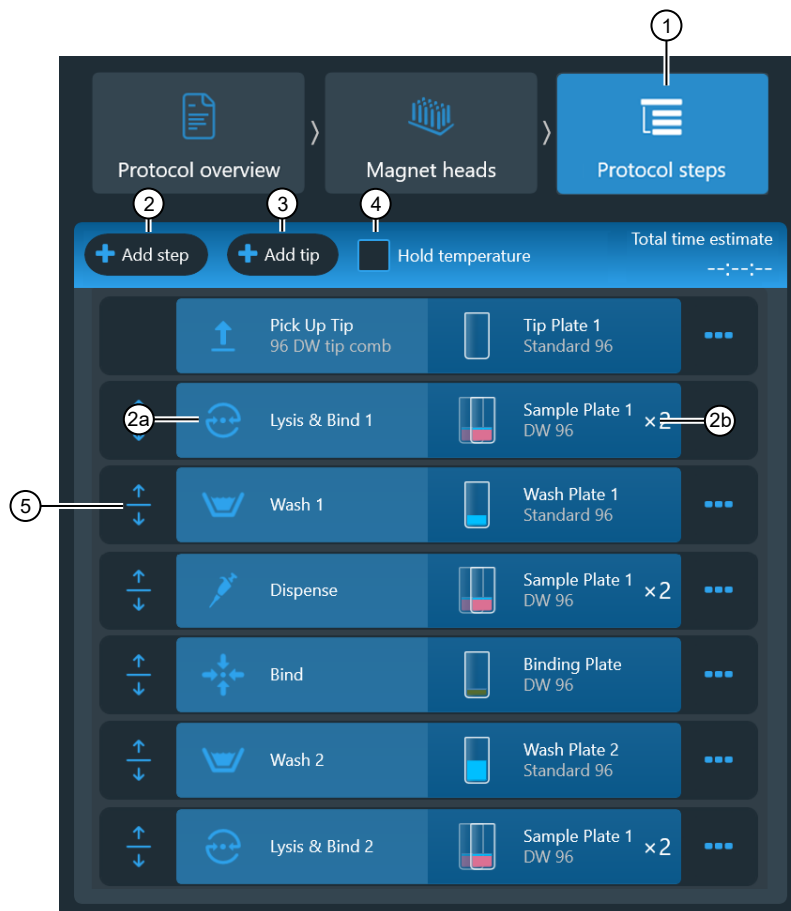 1
Protocol overview
Magnet heads
Protocol steps
2
3
4
Add step
Add tip
Hold temperature
Total time estimate
--:--:--
Pick Up Tip
96 DW tip comb
Tip Plate 1
Standard 96
2a
Lysis & Bind 1
Sample Plate 1
DW 96
×2
2b
5
Wash 1
Wash Plate 1
Standard 96
Dispense
Sample Plate 1
DW 96
×2
Bind
Binding Plate
DW 96
Wash 2
Wash Plate 2
Standard 96
Lysis & Bind 2
Sample Plate 1
DW 96
×2